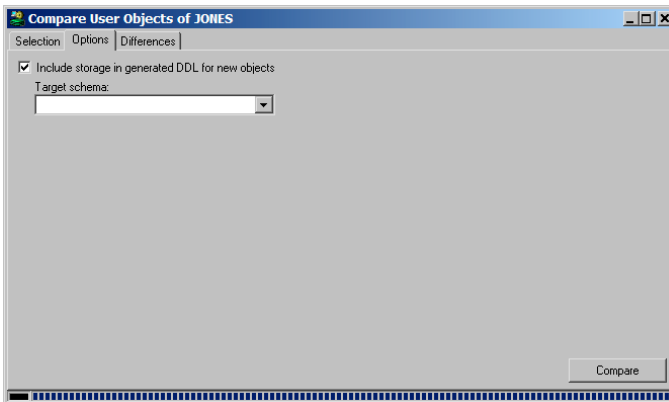 Compare User Objects of JONES
Selection Options Differences
Include storage in generated DDL for new objects
Target schema:
Compare